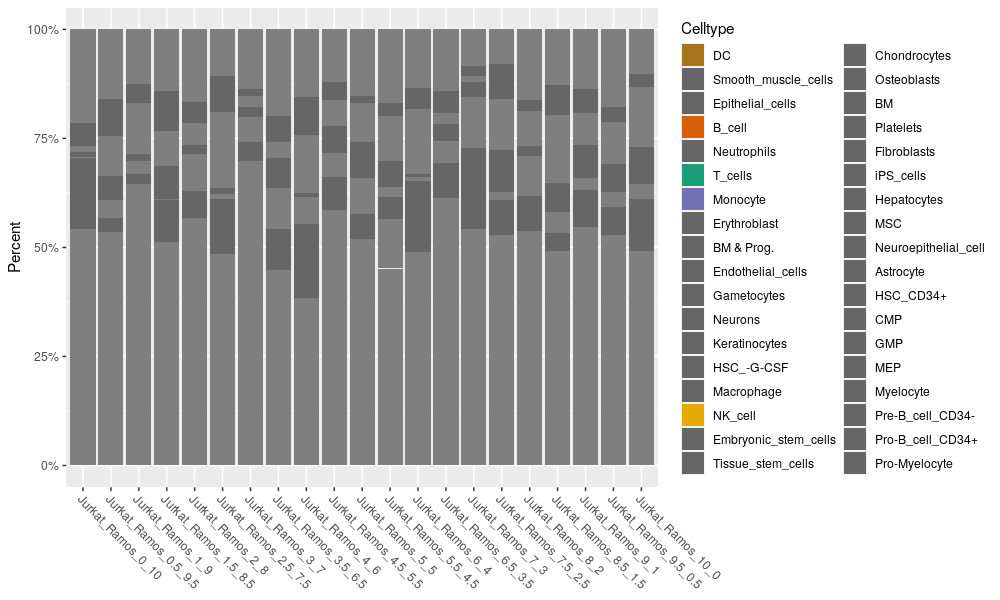 Celltype
DC
Smooth_muscle_cells
Epithelial_cells
B_cell
Neutrophils
T_cells
Monocyte
Erythroblast
BM & Prog.
Endothelial_cells
Gametocytes
Neurons
Keratinocytes
HSC_-G-CSF
Macrophage
NK_cell
Embryonic_stem_cells
Tissue_stem_cells
Chondrocytes
Osteoblasts
BM
Platelets
Fibroblasts
iPS_cells
Hepatocytes
MSC
Neuroepithelial_cell
Astrocyte
HSC_CD34+
CMP
GMP
MEP
Myelocyte
Pre-B_cell_CD34-
Pro-B_cell_CD34+
Pro-Myelocyte
Percent
100%
75%
50%
25%
0%
Jurkat_Ramos_0_10
Jurkat_Ramos_0.5_9.5
Jurkat_Ramos_1_9
Jurkat_Ramos_1.5_8.5
Jurkat_Ramos_2_8
Jurkat_Ramos_2.5_7.5
Jurkat_Ramos_3_7
Jurkat_Ramos_3.5_6.5
Jurkat_Ramos_4_6
Jurkat_Ramos_4.5_5.5
Jurkat_Ramos_5_5
Jurkat_Ramos_5.5_4.5
Jurkat_Ramos_6_4
Jurkat_Ramos_6.5_3.5
Jurkat_Ramos_7_3
Jurkat_Ramos_7.5_2.5
Jurkat_Ramos_8_2
Jurkat_Ramos_8.5_1.5
Jurkat_Ramos_9_1
Jurkat_Ramos_9.5_0.5
Jurkat_Ramos_10_0